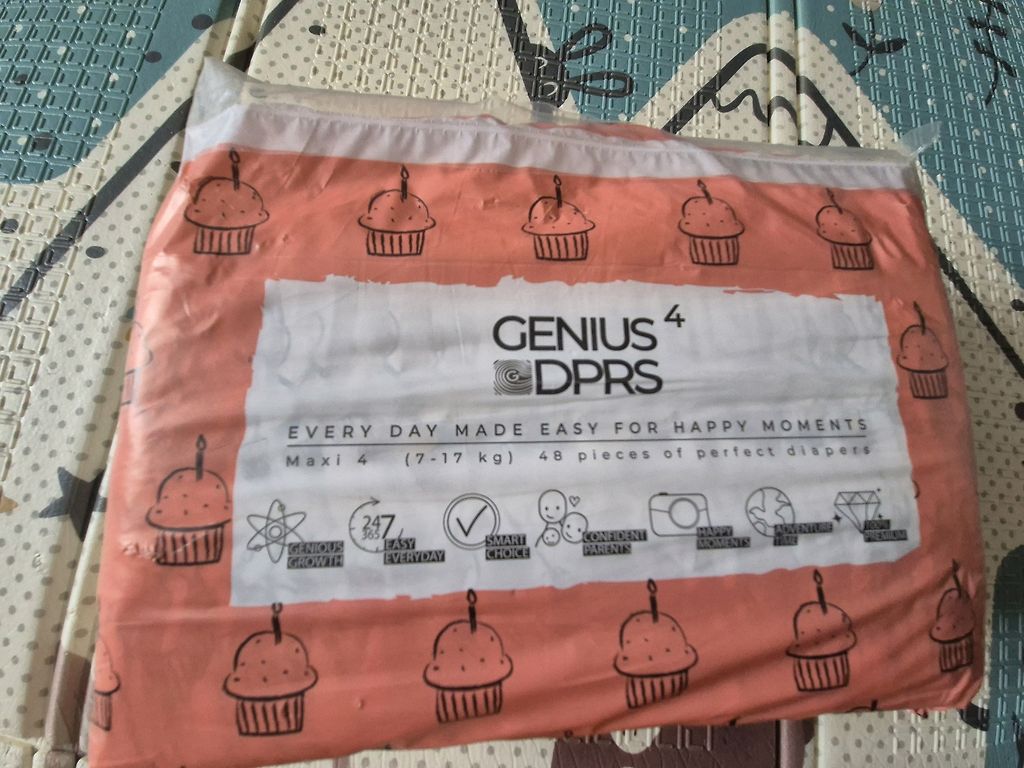 GENIUS 4
G DPRS
EVERY DAY MADE EASY FOR HAPPY MOMENTS
Maxi 4 (7-17 kg) 48 pieces of perfect diapers
GENIOUS
GROWTH
24 7
365
EASY
EVERYDAY
SMART
CHOICE
CONFIDENT
PARENTS
HAPPY
MOMENTS
ADVENTURE
TIME
100%
PREMIUM